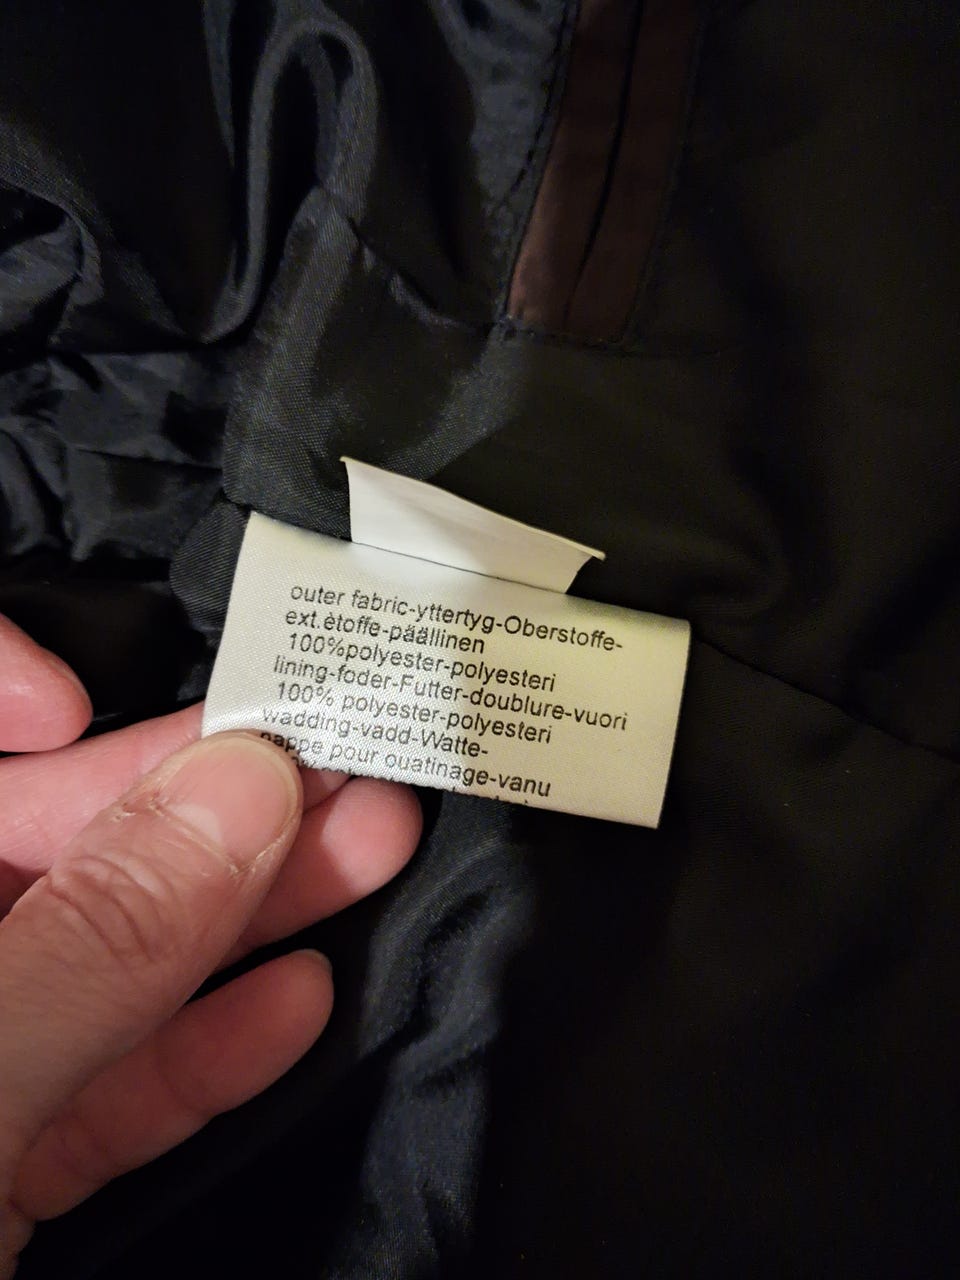 outer fabric-yttertyg-Oberstoffe-
ext.ètoffe-päällinen
100%polyester-polyesteri
lining-foder-Futter-doublure-vuori
100% polyester-polyesteri
wadding-vadd-Watte-
nappe pour ouatinage-vanu